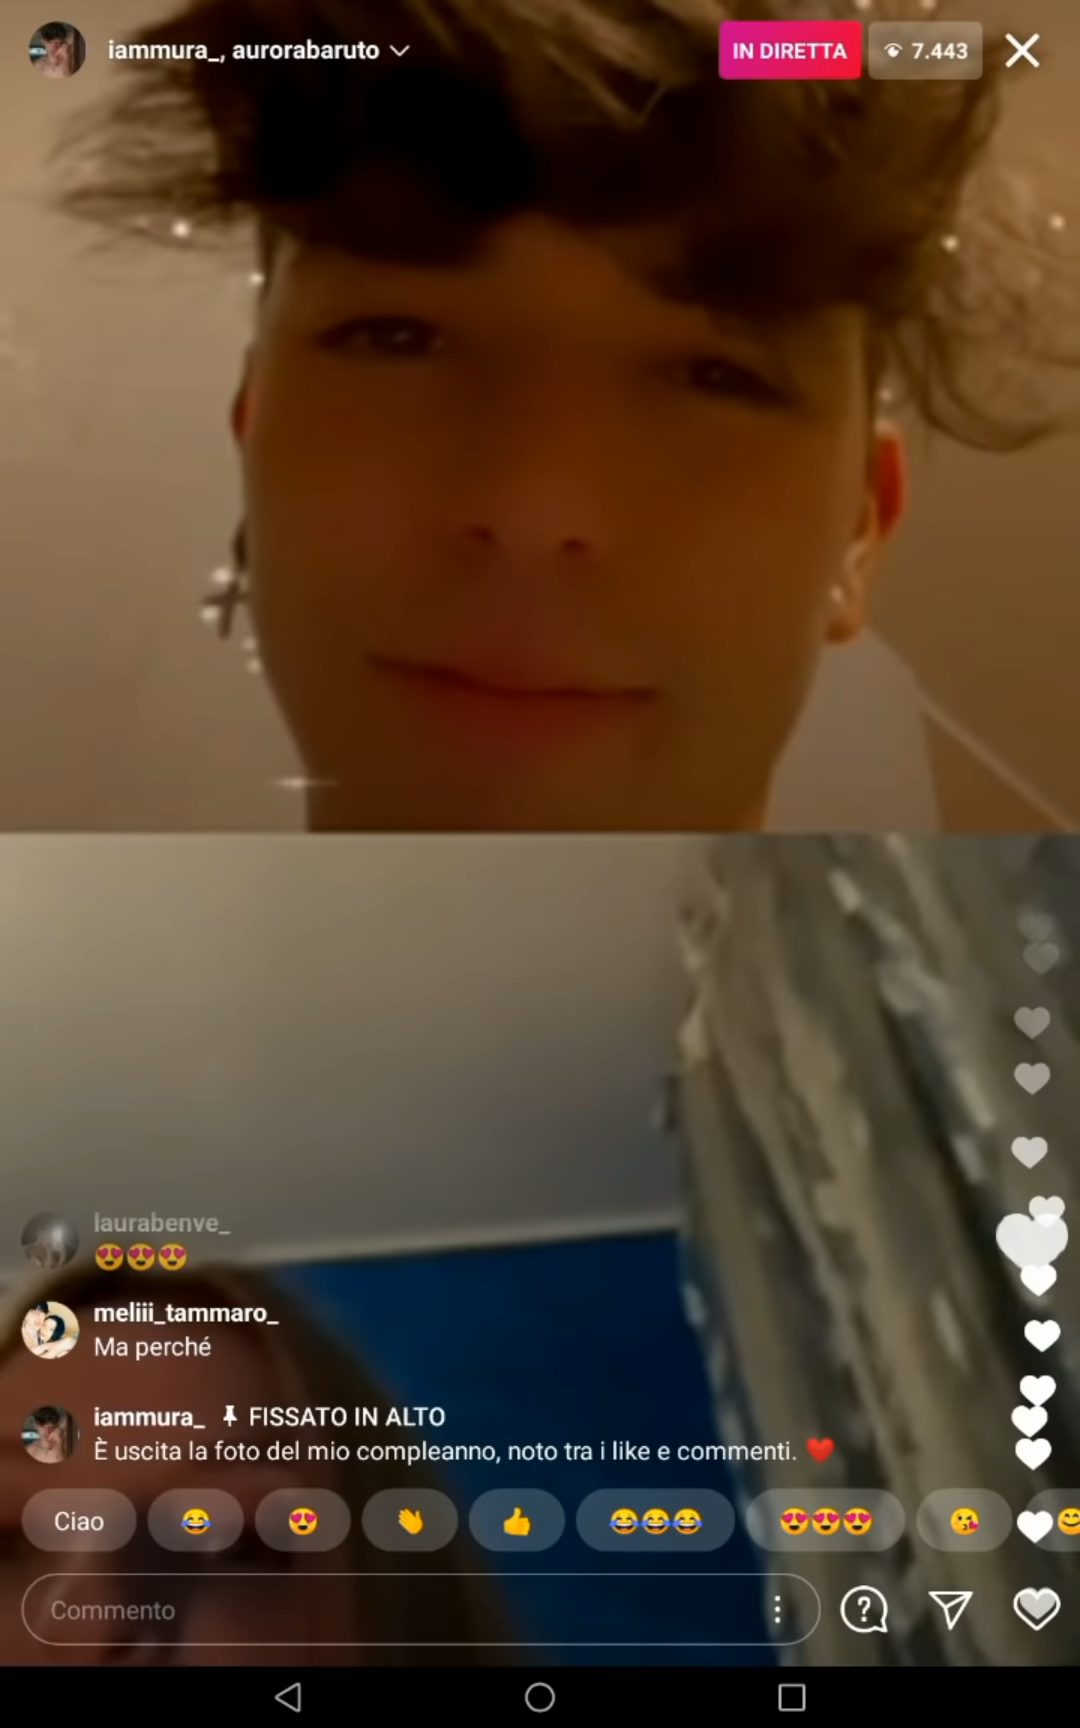 iammura_, aurorabaruto
IN DIRETTA
7.443
laurabenve_
😍😍😍
meliii_tammaro_
Ma perché
iammura_ 📌 FISSATO IN ALTO
È uscita la foto del mio compleanno, noto tra i like e commenti. ❤️
Ciao 😂 😍 👋 👍 😂😂😂 😍😍😍 😘 😊
Commento